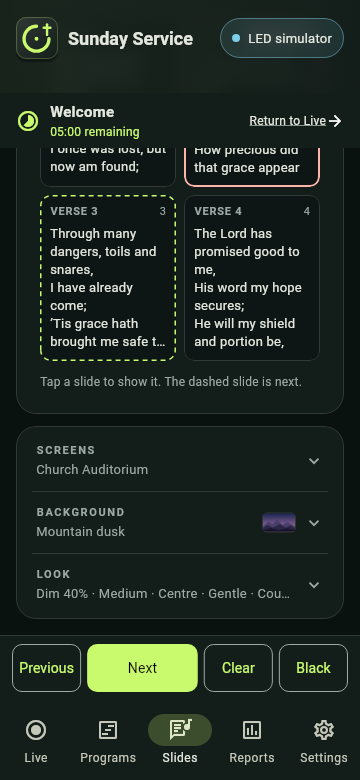 Sunday Service
LED simulator
Welcome
05:00 remaining
Return to Live
I once was lost, but
now am found;
How precious did
that grace appear
VERSE 3
3
Through many
dangers, toils and
snares,
I have already
come;
'Tis grace hath
brought me safe t…
VERSE 4
4
The Lord has
promised good to
me,
His word my hope
secures;
He will my shield
and portion be,
Tap a slide to show it. The dashed slide is next.
SCREENS
Church Auditorium
BACKGROUND
Mountain dusk
LOOK
Dim 40% · Medium · Centre · Gentle · Cou…
Previous
Next
Clear
Black
Live
Programs
Slides
Reports
Settings